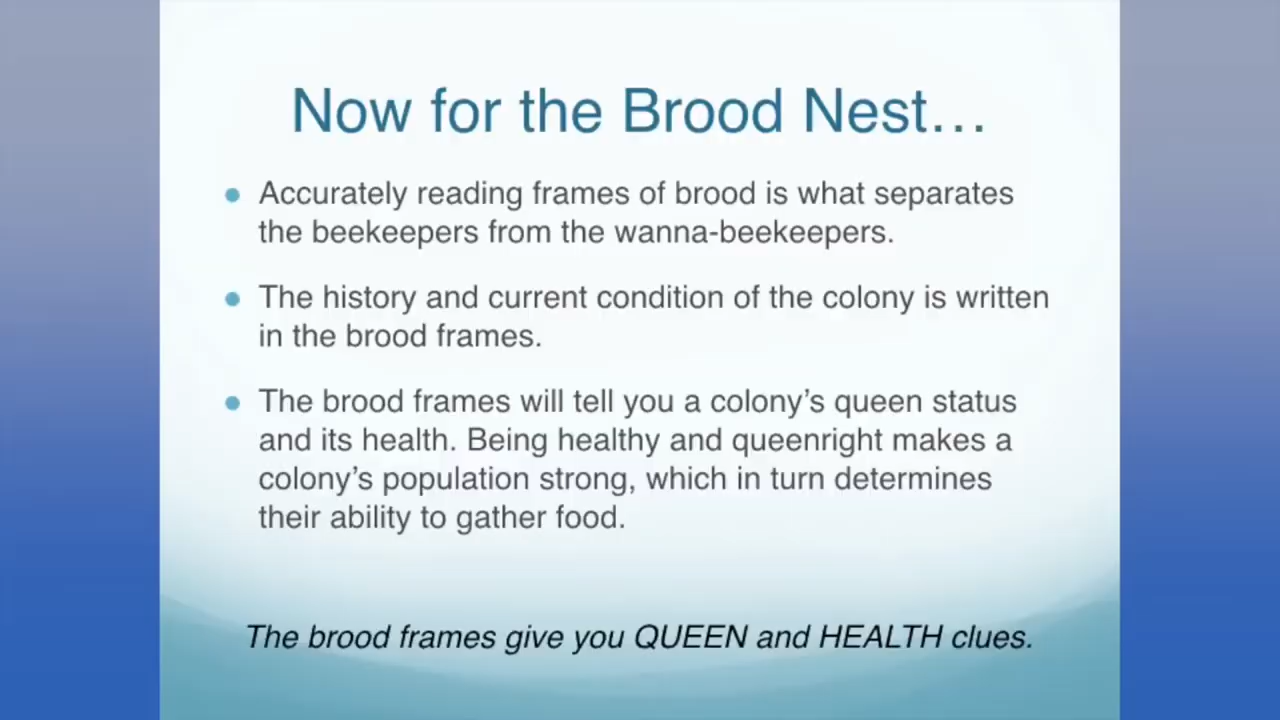 Now for the Brood Nest…
• Accurately reading frames of brood is what separates
the beekeepers from the wanna-beekeepers.
• The history and current condition of the colony is written
in the brood frames.
• The brood frames will tell you a colony’s queen status
and its health. Being healthy and queenright makes a
colony’s population strong, which in turn determines
their ability to gather food.
The brood frames give you QUEEN and HEALTH clues.